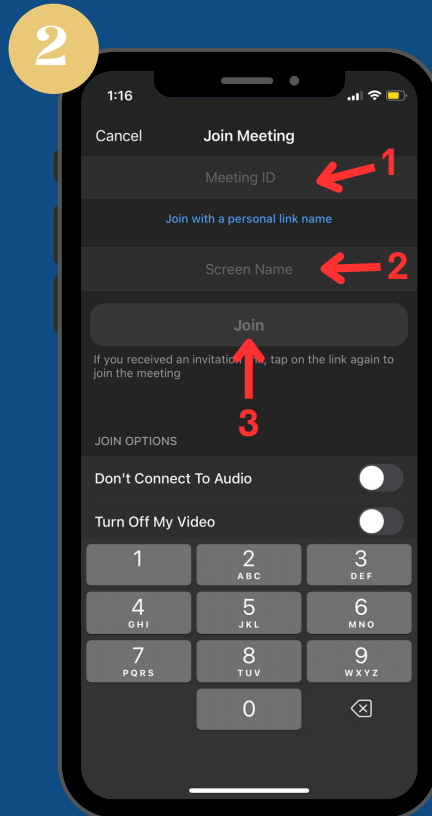 2
1:16
Cancel Join Meeting
Meeting ID 1
Join with a personal link name
Screen Name 2
Join
If you received an invitation, tap on the link again to
join the meeting
3
JOIN OPTIONS
Don't Connect To Audio
Turn Off My Video
1 2 3
ABC DEF
4 5 6
GHI JKL MNO
7 8 9
PQRS TUV WXYZ
0